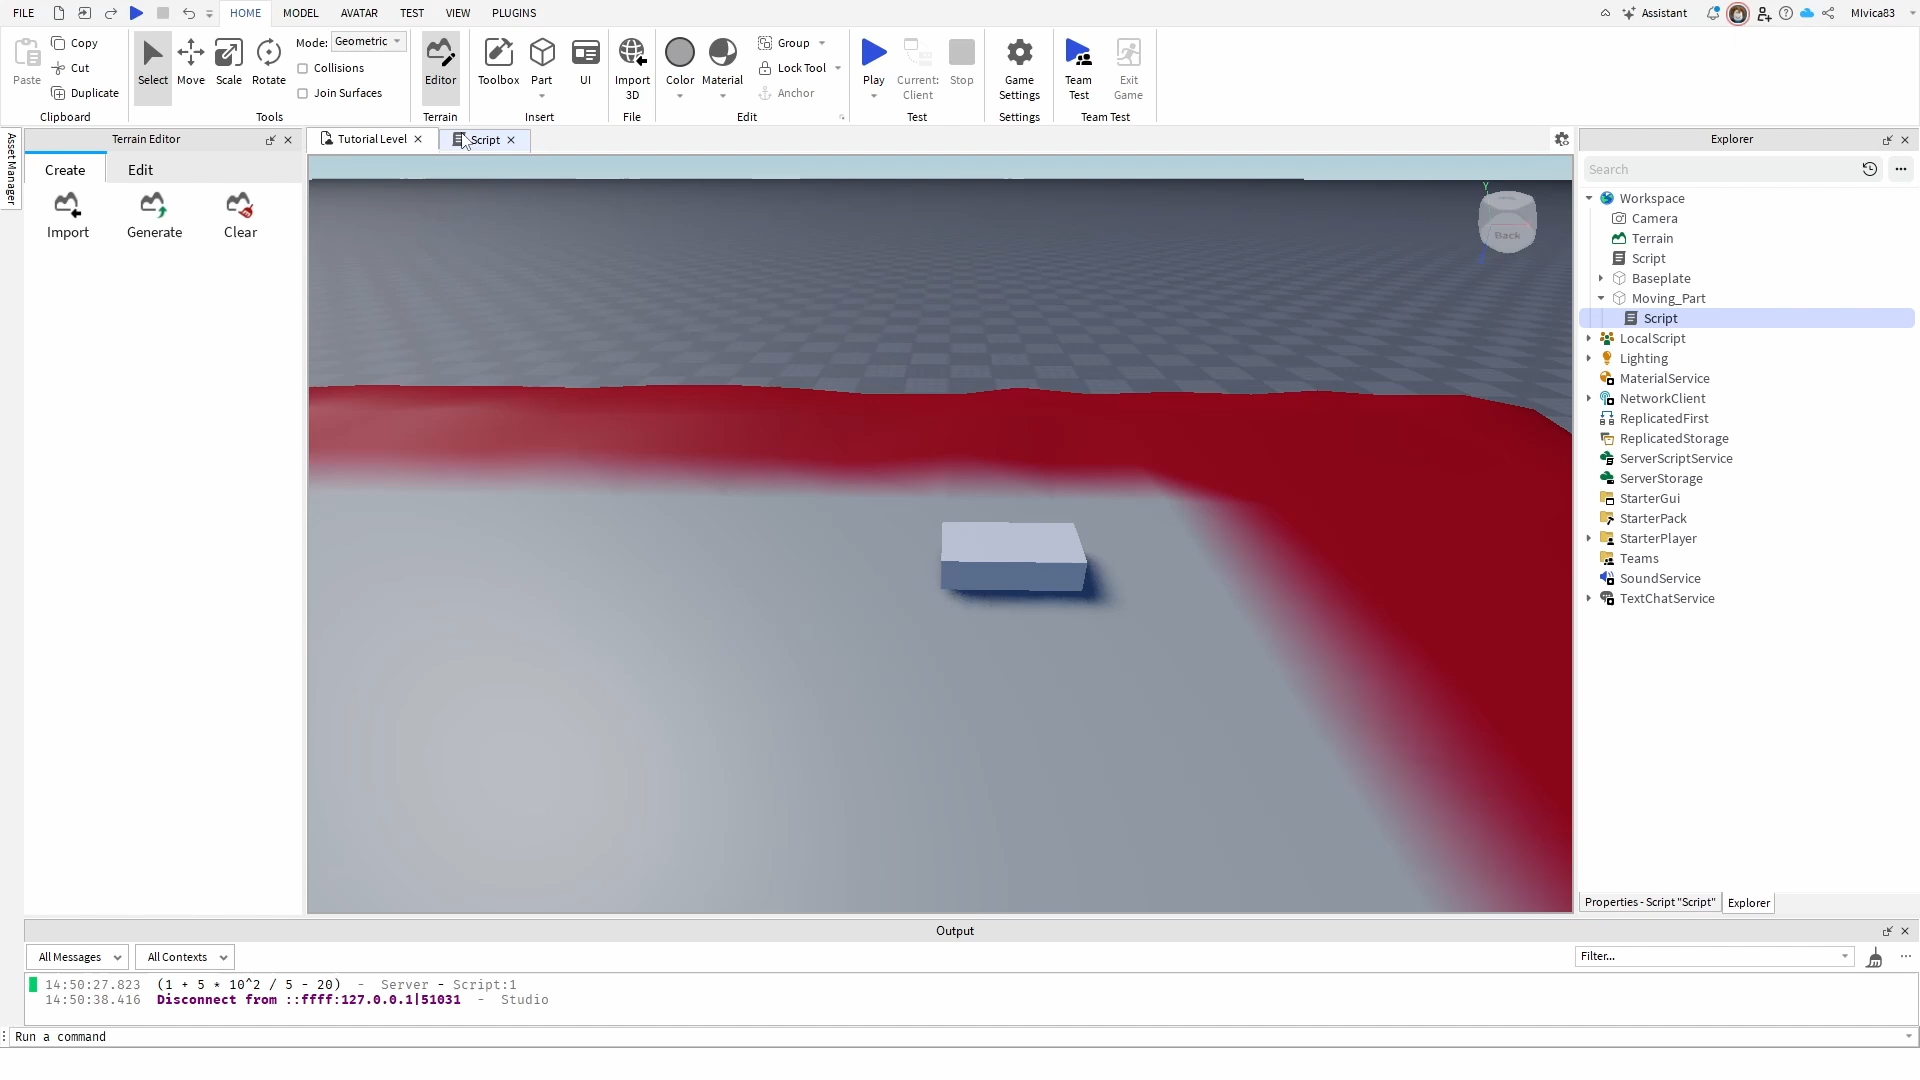 FILE HOME MODEL AVATAR TEST VIEW PLUGINS Assistant MIvica83
Paste Copy Cut Duplicate
Clipboard
Select Move Scale Rotate
Mode: Geometric
Collisions
Join Surfaces
Tools
Editor
Terrain
Toolbox Part UI
Insert
Import 3D
File
Color Material Group Lock Tool Anchor
Edit
Play Current: Client Stop
Test
Game Settings
Settings
Team Test Exit Game
Team Test
Asset Manager
Terrain Editor
Create Edit
Import Generate Clear
Tutorial Level Script
Y
Back
Explorer
Search
Workspace
Camera
Terrain
Script
Baseplate
Moving_Part
Script
LocalScript
Lighting
MaterialService
NetworkClient
ReplicatedFirst
ReplicatedStorage
ServerScriptService
ServerStorage
StarterGui
StarterPack
StarterPlayer
Teams
SoundService
TextChatService
Properties - Script "Script" Explorer
Output
All Messages All Contexts Filter...
14:50:27.823 (1 + 5 * 10^2 / 5 - 20) - Server - Script:1
14:50:38.416 Disconnect from ::ffff:127.0.0.1|51031 - Studio
Run a command